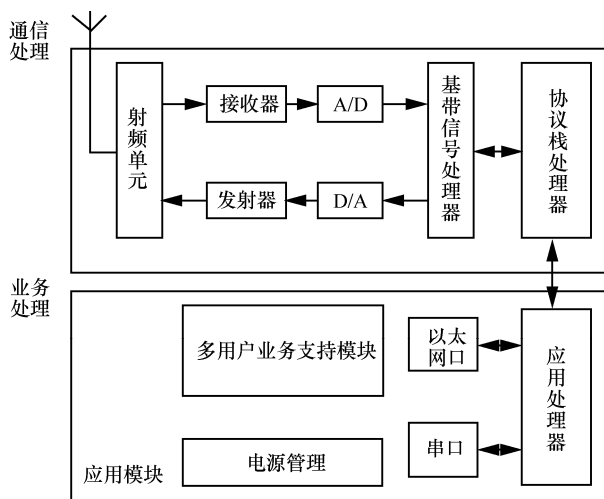 通信
处理
射频单元
接收器
A/D
基带信号处理器
协议栈处理器
发射器
D/A
业务
处理
多用户业务支持模块
以太
网口
应用处理器
串口
电源管理
应用模块